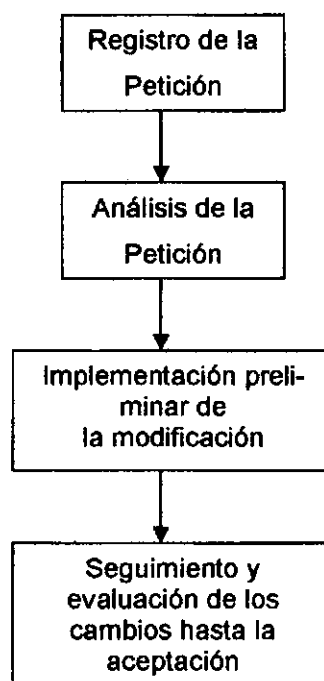 Registro de la
Petición
Análisis de la
Petición
Implementación preli-
minar de
la modificación
Seguimiento y
evaluación de los
cambios hasta la
aceptación